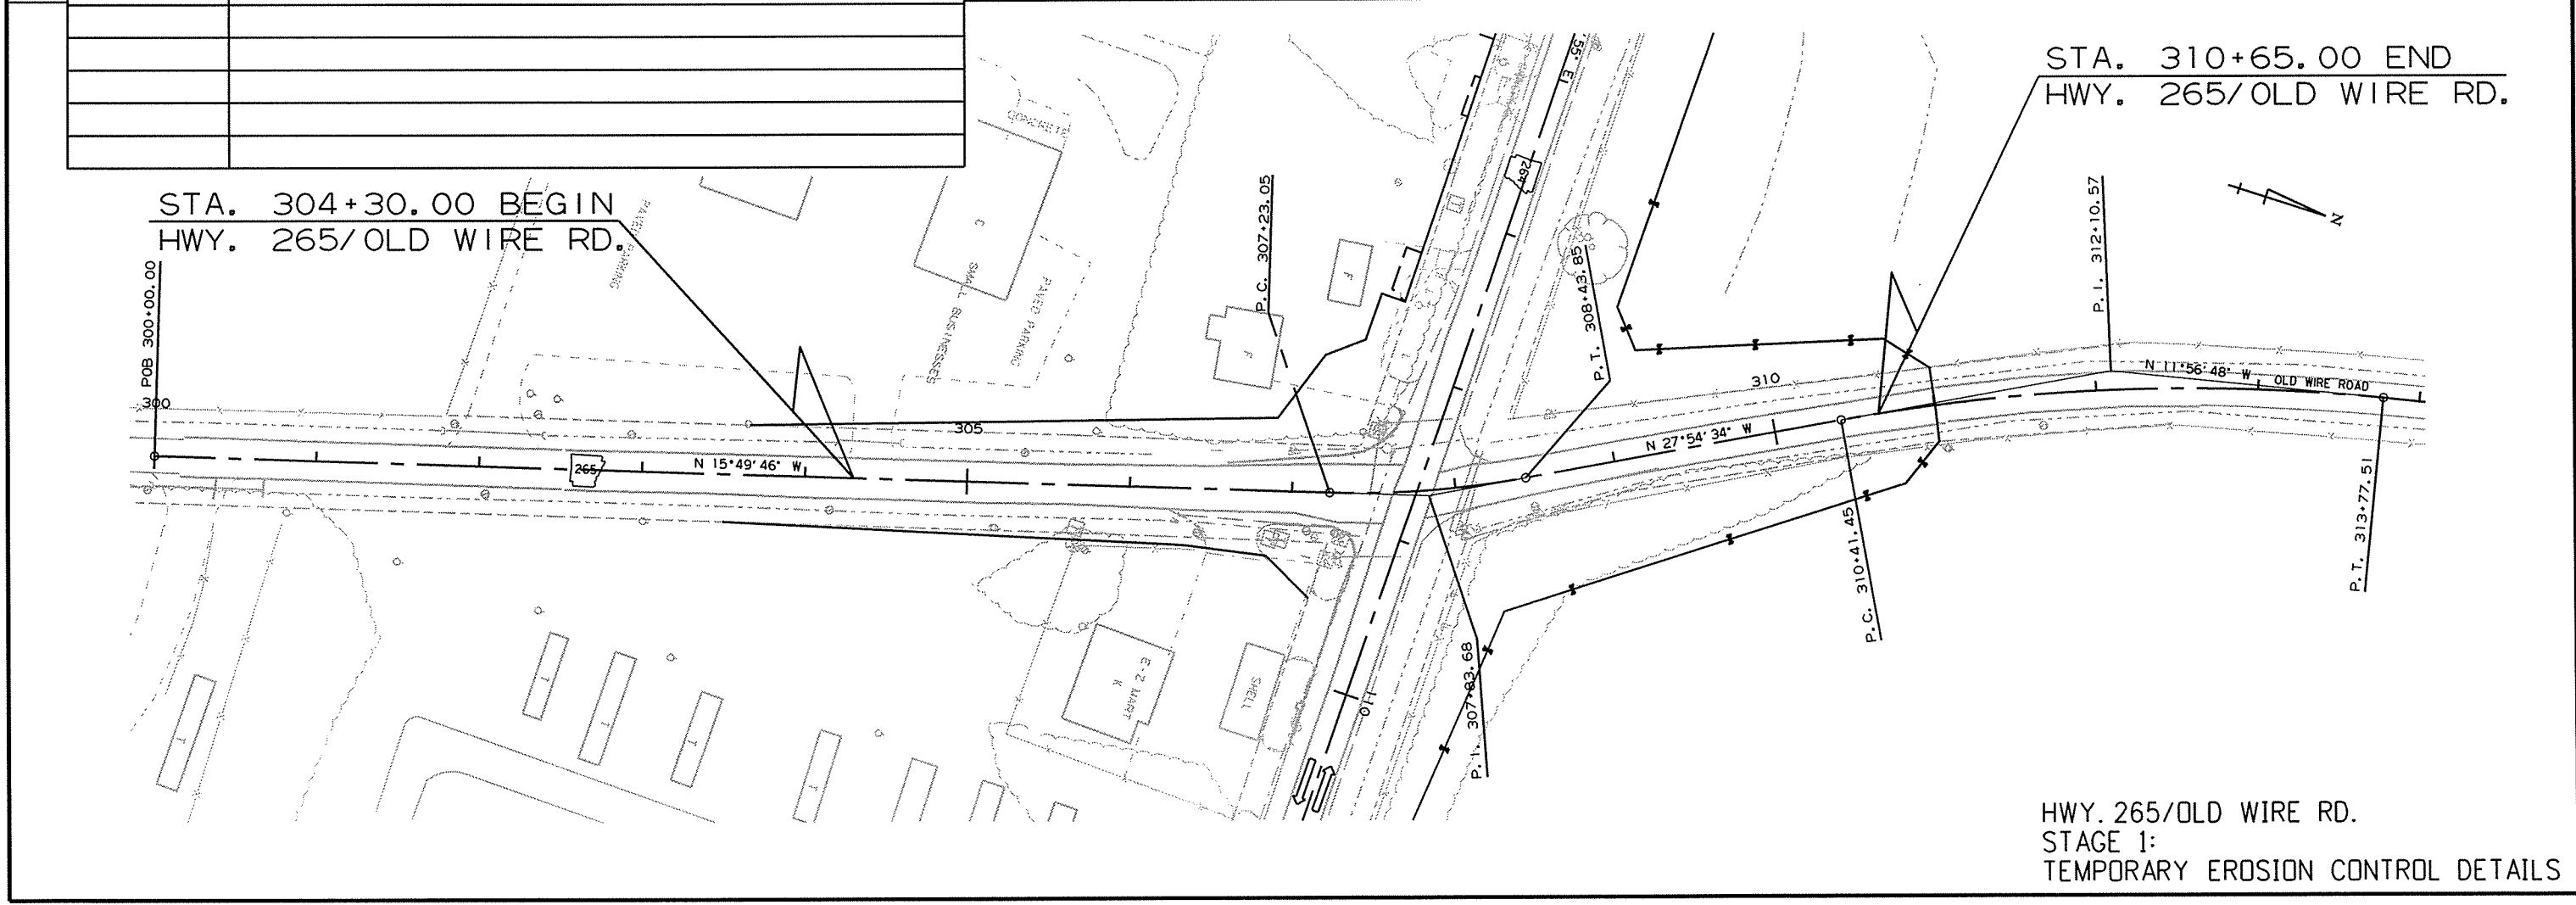 STA. 304+30.00 BEGIN
HWY. 265/OLD WIRE RD.
STA. 310+65.00 END
HWY. 265/OLD WIRE RD.
POB 300+00.00
300
265
N 15°49'46" W
305
PAVED PARKING
C
SMALL BUSINESSES
PAVED PARKING
CONCRETE
P.C. 307+23.05
F
F
264
P.T. 308+43.85
310
N 27°54'34" W
P.I. 307+83.68
P.C. 310+41.45
P.I. 312+10.57
N 11°56'48" W
OLD WIRE ROAD
P.T. 313+77.51
N
E-Z MART
K
SHELL
110
T
T
T
T
T
HWY. 265/OLD WIRE RD.
STAGE 1:
TEMPORARY EROSION CONTROL DETAILS